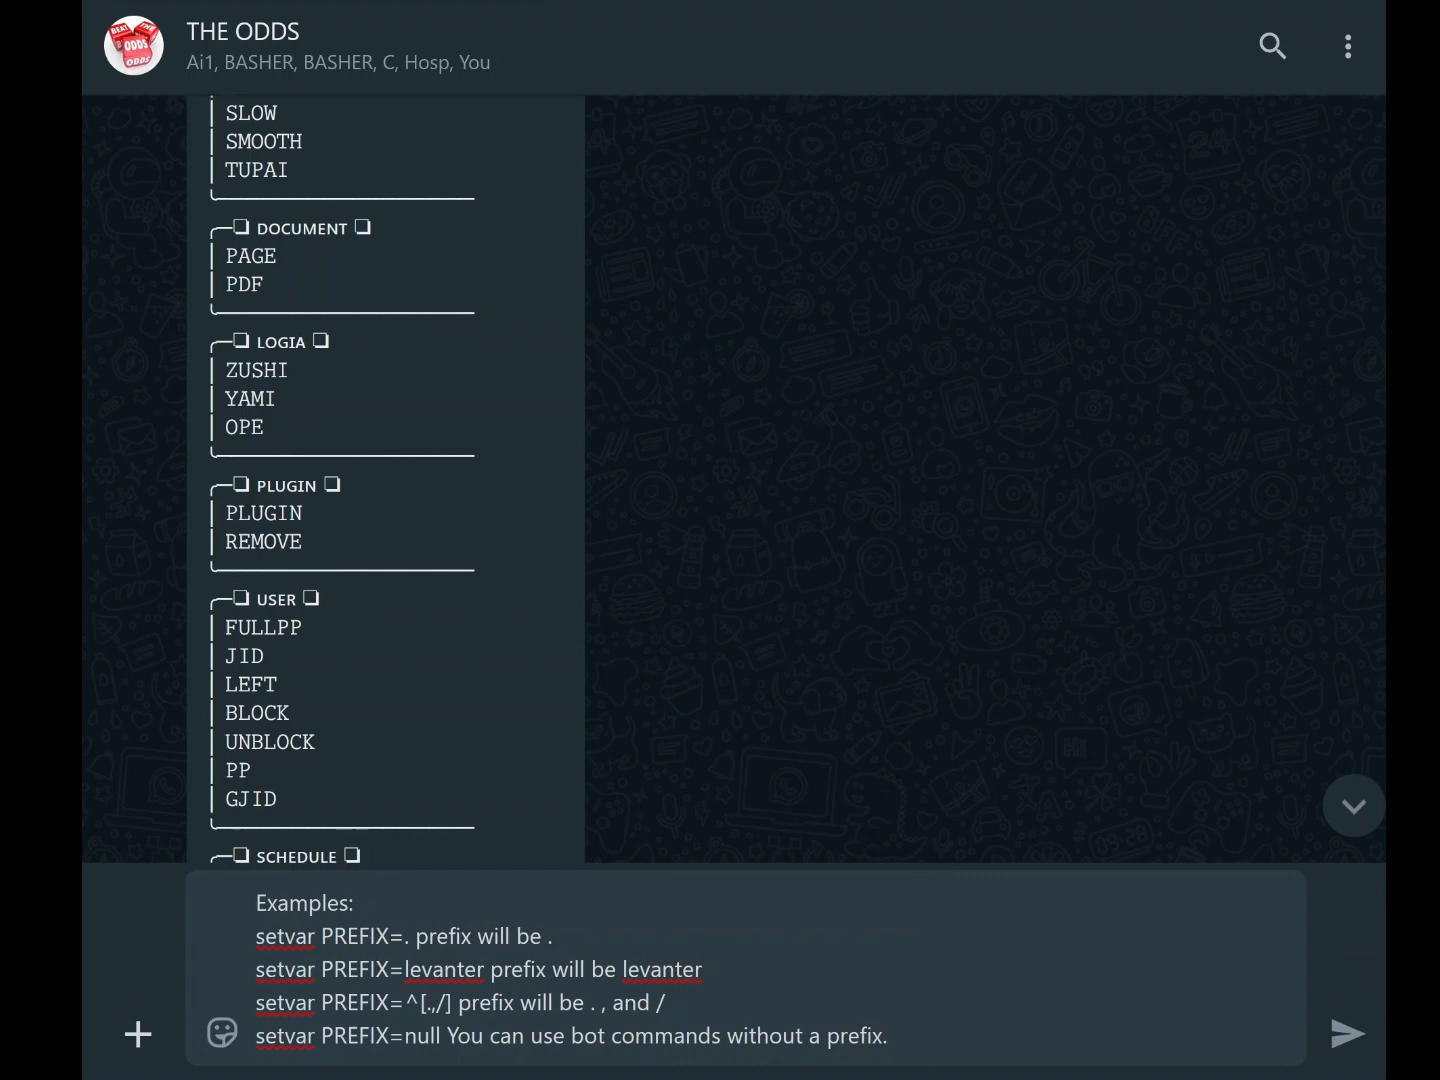 THE ODDS
Ai1, BASHER, BASHER, C, Hosp, You
SLOW
SMOOTH
TUPAI
DOCUMENT
PAGE
PDF
LOGIA
ZUSHI
YAMI
OPE
PLUGIN
PLUGIN
REMOVE
USER
FULLPP
JID
LEFT
BLOCK
UNBLOCK
PP
GJID
SCHEDULE
Examples:
setvar PREFIX=. prefix will be .
setvar PREFIX=levanter prefix will be levanter
setvar PREFIX=^[.,/] prefix will be . , and /
setvar PREFIX=null You can use bot commands without a prefix.